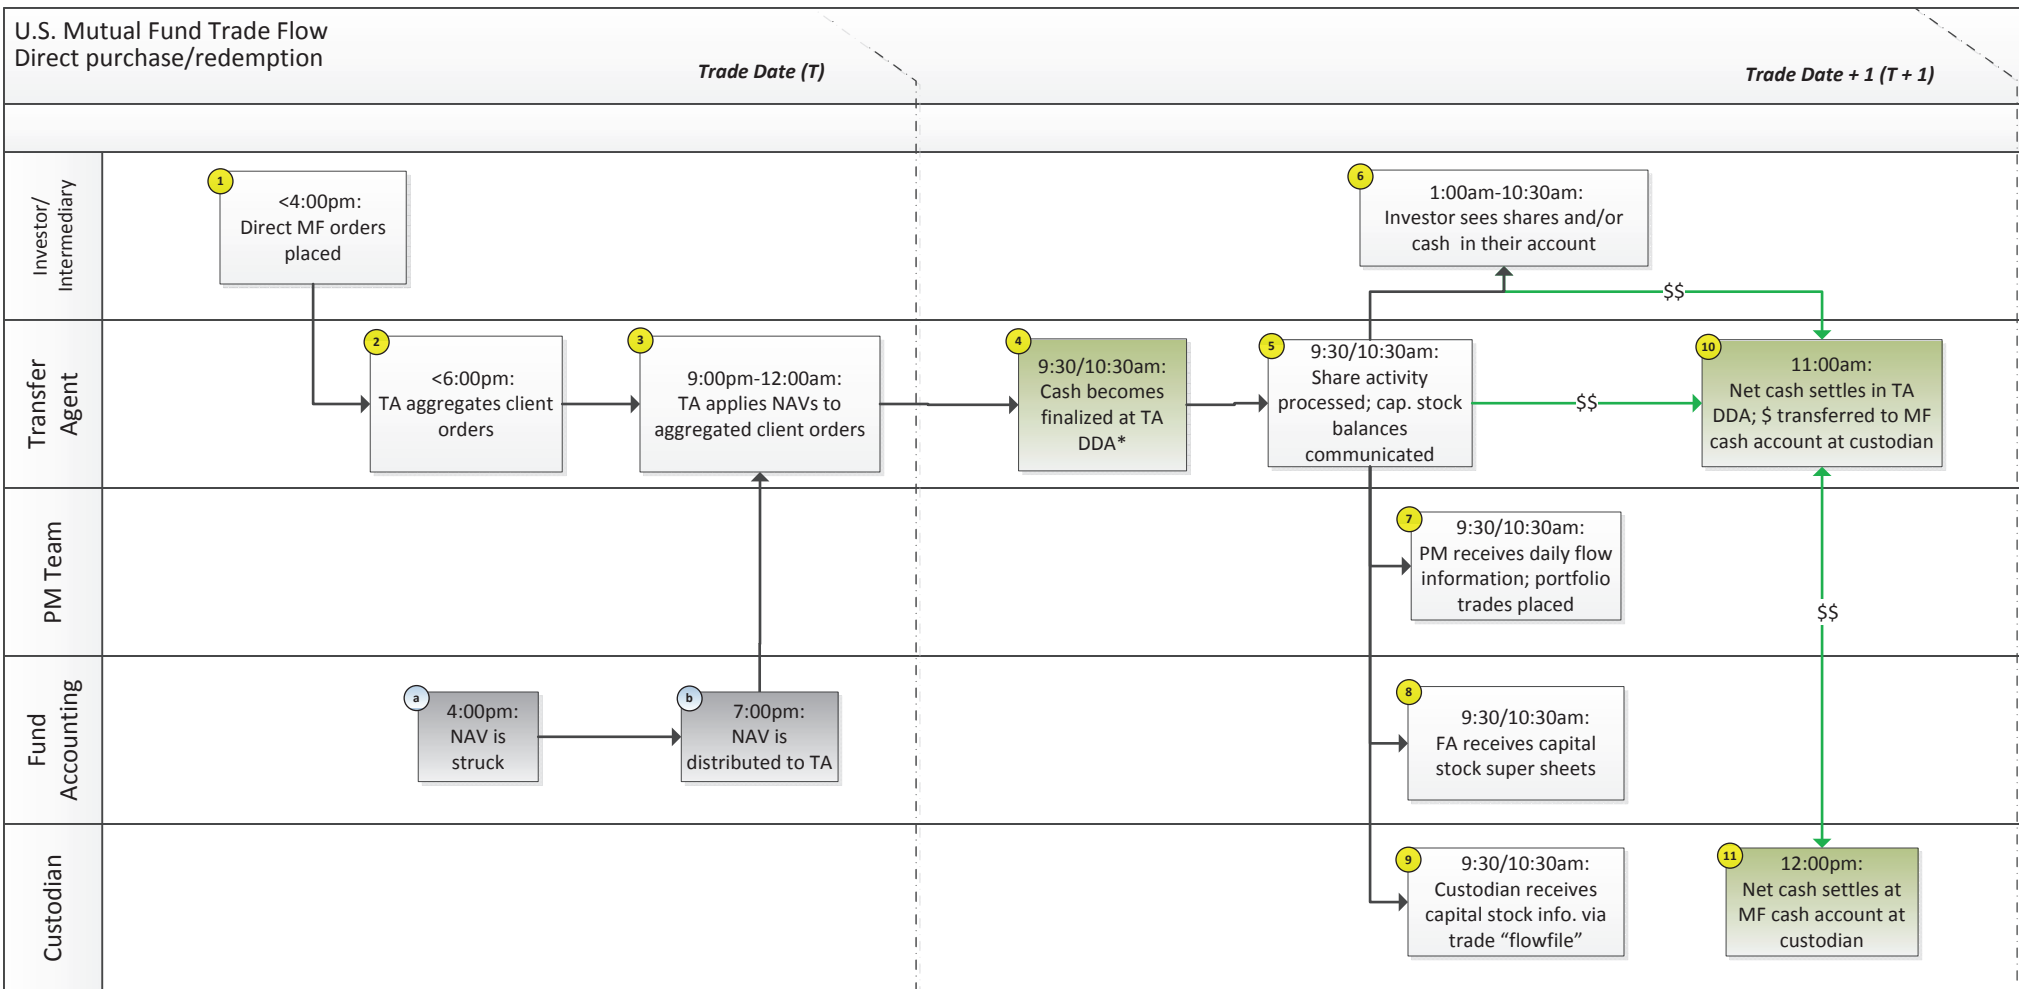 U.S. Mutual Fund Trade Flow
Direct purchase/redemption
Trade Date (T)
Trade Date + 1 (T + 1)
Investor/
Intermediary
1
<4:00pm:
Direct MF orders
placed
6
1:00am-10:30am:
Investor sees shares and/or
cash in their account
$$
Transfer
Agent
2
<6:00pm:
TA aggregates client
orders
3
9:00pm-12:00am:
TA applies NAVs to
aggregated client orders
4
9:30/10:30am:
Cash becomes
finalized at TA
DDA*
5
9:30/10:30am:
Share activity
processed; cap. stock
balances
communicated
$$
10
11:00am:
Net cash settles in TA
DDA; $ transferred to MF
cash account at custodian
PM Team
7
9:30/10:30am:
PM receives daily flow
information; portfolio
trades placed
$$
Fund
Accounting
a
4:00pm:
NAV is
struck
b
7:00pm:
NAV is
distributed to TA
8
9:30/10:30am:
FA receives capital
stock super sheets
Custodian
9
9:30/10:30am:
Custodian receives
capital stock info. via
trade “flowfile”
11
12:00pm:
Net cash settles at
MF cash account at
custodian